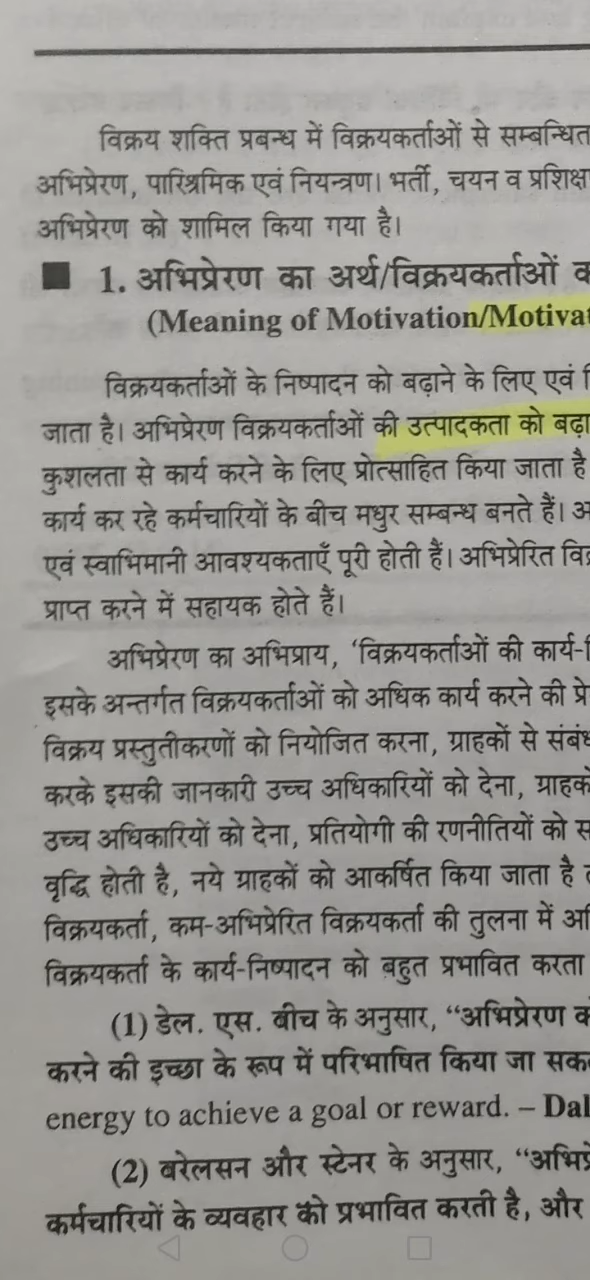 विक्रय शक्ति प्रबन्ध में विक्रयकर्ताओं से सम्बन्धित
अभिप्रेरण, पारिश्रमिक एवं नियन्त्रण। भर्ती, चयन व प्रशिक्ष
अभिप्रेरण को शामिल किया गया है।
1. अभिप्रेरण का अर्थ/विक्रयकर्ताओं
(Meaning of Motivation/Motivat
विक्रयकर्ताओं के निष्पादन को बढ़ाने के लिए एवं
जाता है। अभिप्रेरण विक्रयकर्ताओं की उत्पादकता को बढ़ा
कुशलता से कार्य करने के लिए प्रोत्साहित किया जाता है
कार्य कर रहे कर्मचारियों के बीच मधुर सम्बन्ध बनते हैं। अ
एवं स्वाभिमानी आवश्यकताएँ पूरी होती हैं। अभिप्रेरित वि
प्राप्त करने में सहायक होते हैं।
अभिप्रेरण का अभिप्राय, ‘विक्रयकर्ताओं की कार्य-
इसके अन्तर्गत विक्रयकर्ताओं को अधिक कार्य करने की प्रे
विक्रय प्रस्तुतीकरणों को नियोजित करना, ग्राहकों से संबं
करके इसकी जानकारी उच्च अधिकारियों को देना, ग्राहक
उच्च अधिकारियों को देना, प्रतियोगी की रणनीतियों को स
वृद्धि होती है, नये ग्राहकों को आकर्षित किया जाता है
विक्रयकर्ता, कम-अभिप्रेरित विक्रयकर्ता की तुलना में अ
विक्रयकर्ता के कार्य-निष्पादन को बहुत प्रभावित करता
(1) डेल. एस. बीच के अनुसार, “अभिप्रेरण क
करने की इच्छा के रूप में परिभाषित किया जा सक
energy to achieve a goal or reward. – Dal
(2) बरेलसन और स्टेनर के अनुसार, “अभिप्रे
कर्मचारियों के व्यवहार को प्रभावित करती है, और